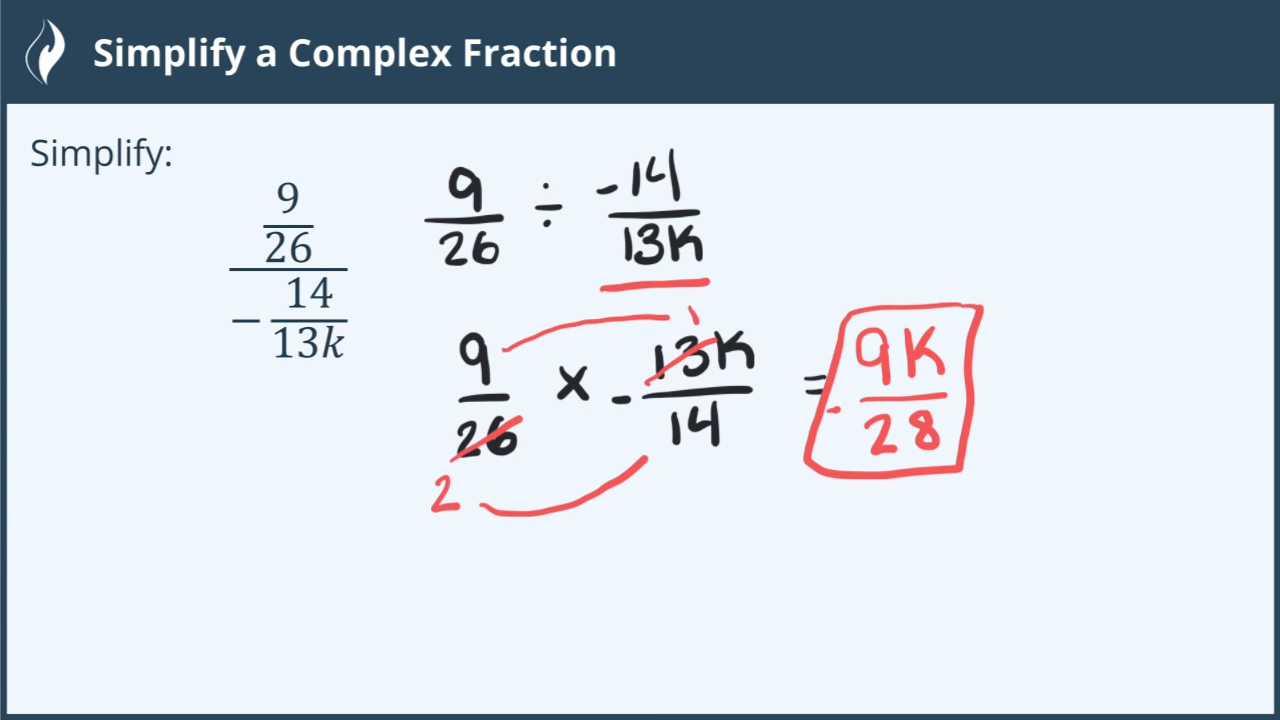 Simplify a Complex Fraction
Simplify:
9
26
− 14
13k
9
26
÷
-14
13K
9
26
2
x
-
1
13K
14
=
-
9K
28